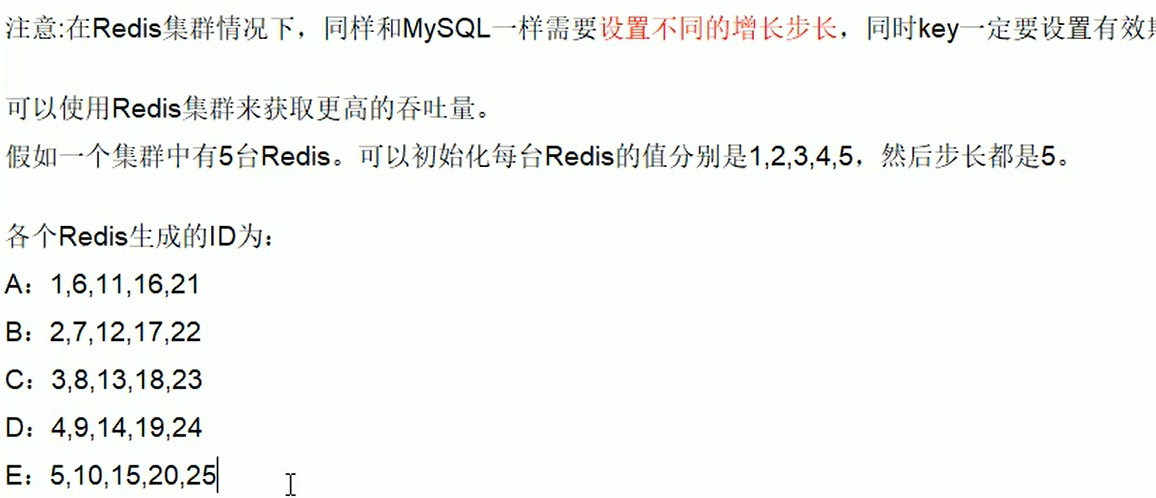 注意:在Redis集群情况下，同样和MySQL一样需要设置不同的增长步长，同时key一定要设置有效
可以使用Redis集群来获取更高的吞吐量。
假如一个集群中有5台Redis。可以初始化每台Redis的值分别是1,2,3,4,5，然后步长都是5。
各个Redis生成的ID为：
A：1,6,11,16,21
B：2,7,12,17,22
C：3,8,13,18,23
D：4,9,14,19,24
E：5,10,15,20,25